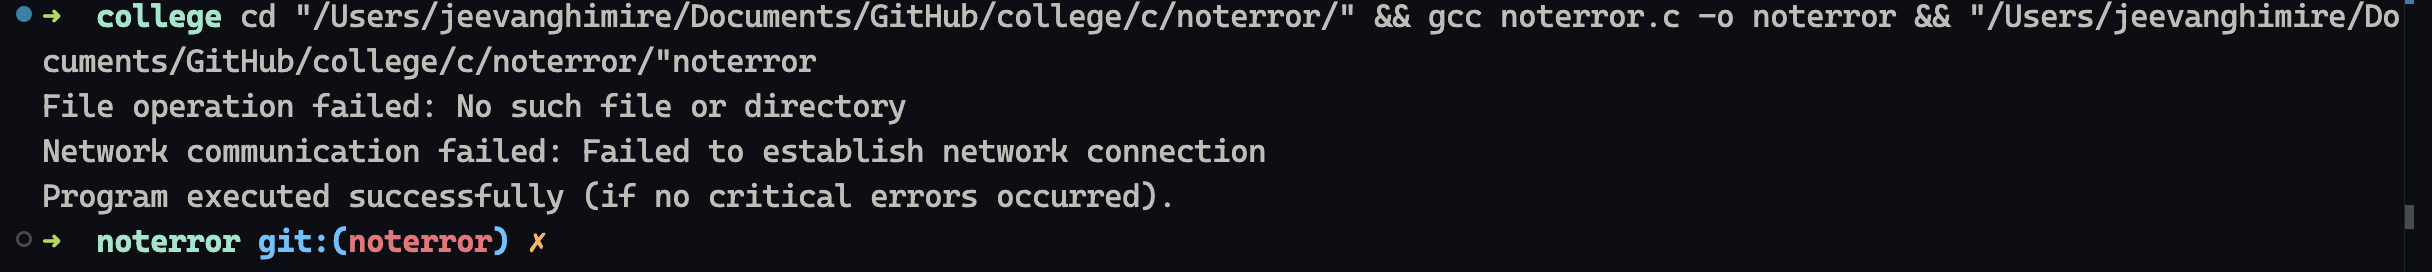 ➜  college cd "/Users/jeevanghimire/Documents/GitHub/college/c/noterror/" && gcc noterror.c -o noterror && "/Users/jeevanghimire/Do
cuments/GitHub/college/c/noterror/"noterror
File operation failed: No such file or directory
Network communication failed: Failed to establish network connection
Program executed successfully (if no critical errors occurred).
➜  noterror git:(noterror) ✗